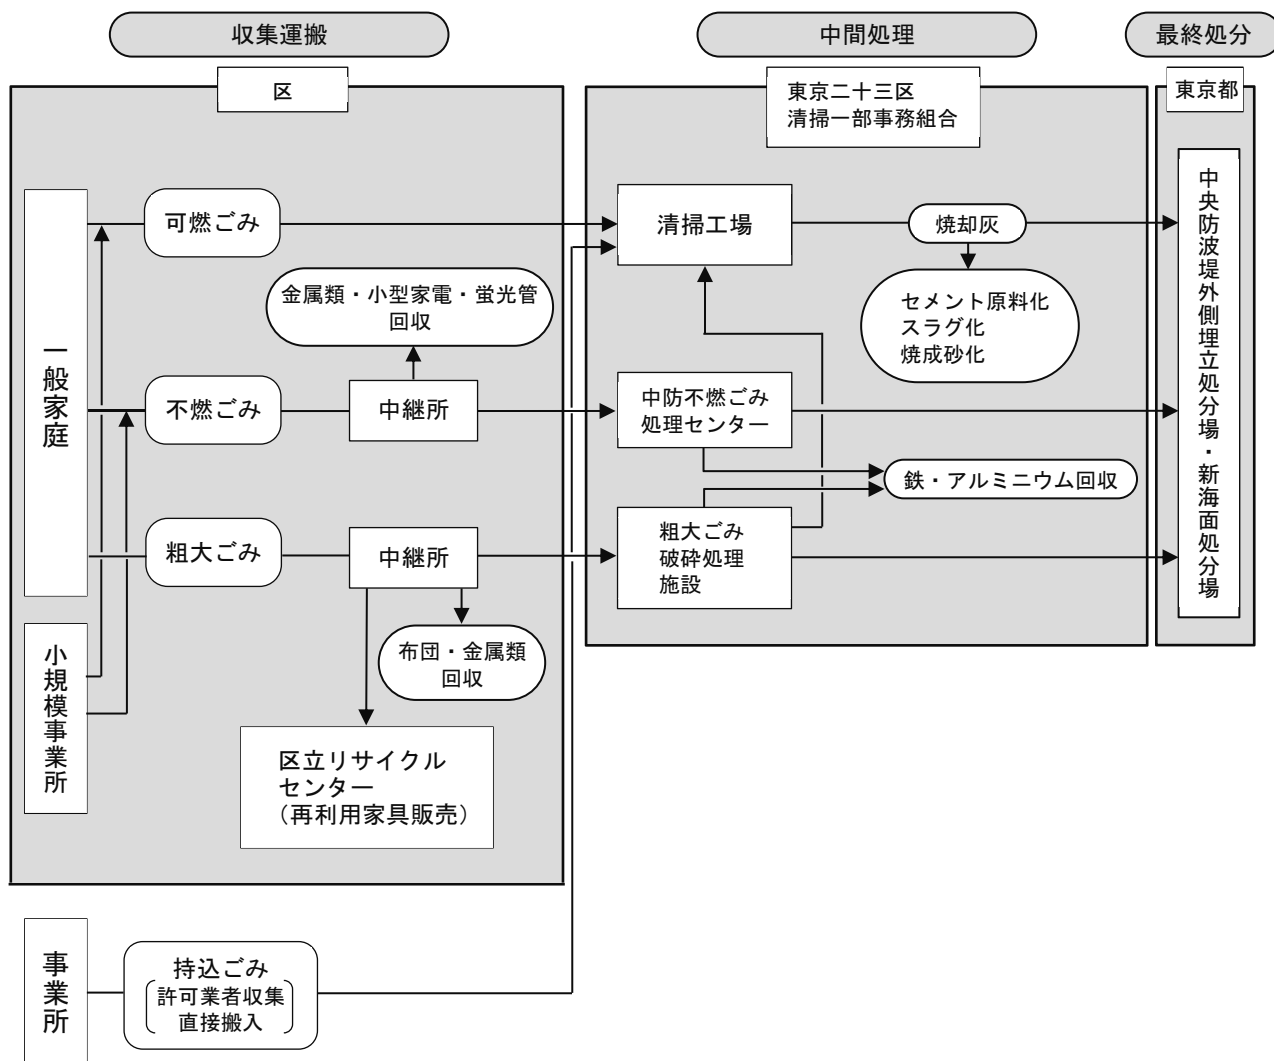 収集運搬
中間処理
最終処分
区
東京二十三区
清掃一部事務組合
東京都
一般家庭
可燃ごみ
金属類・小型家電・蛍光管
回収
不燃ごみ
中継所
粗大ごみ
中継所
布団・金属類
回収
区立リサイクル
センター
（再利用家具販売）
小規模事業所
清掃工場
焼却灰
セメント原料化
スラグ化
焼成砂化
中防不燃ごみ
処理センター
鉄・アルミニウム回収
粗大ごみ
破砕処理
施設
中央防波堤外側埋立処分場・新海面処分場
事業所
持込ごみ
許可業者収集
直接搬入